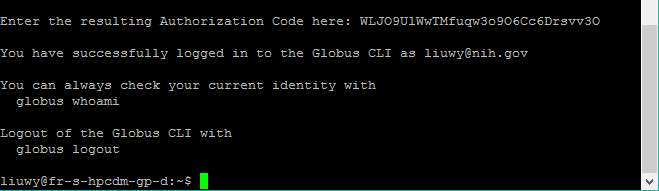 Enter the resulting Authorization Code here: WLJO9UlWwTMfuqw3o9O6Cc6Drsvv3O
You have successfully logged in to the Globus CLI as liuwy@nih.gov
You can always check your current identity with
globus whoami
Logout of the Globus CLI with
globus logout
liuwy@fr-s-hpcdm-gp-d:~$